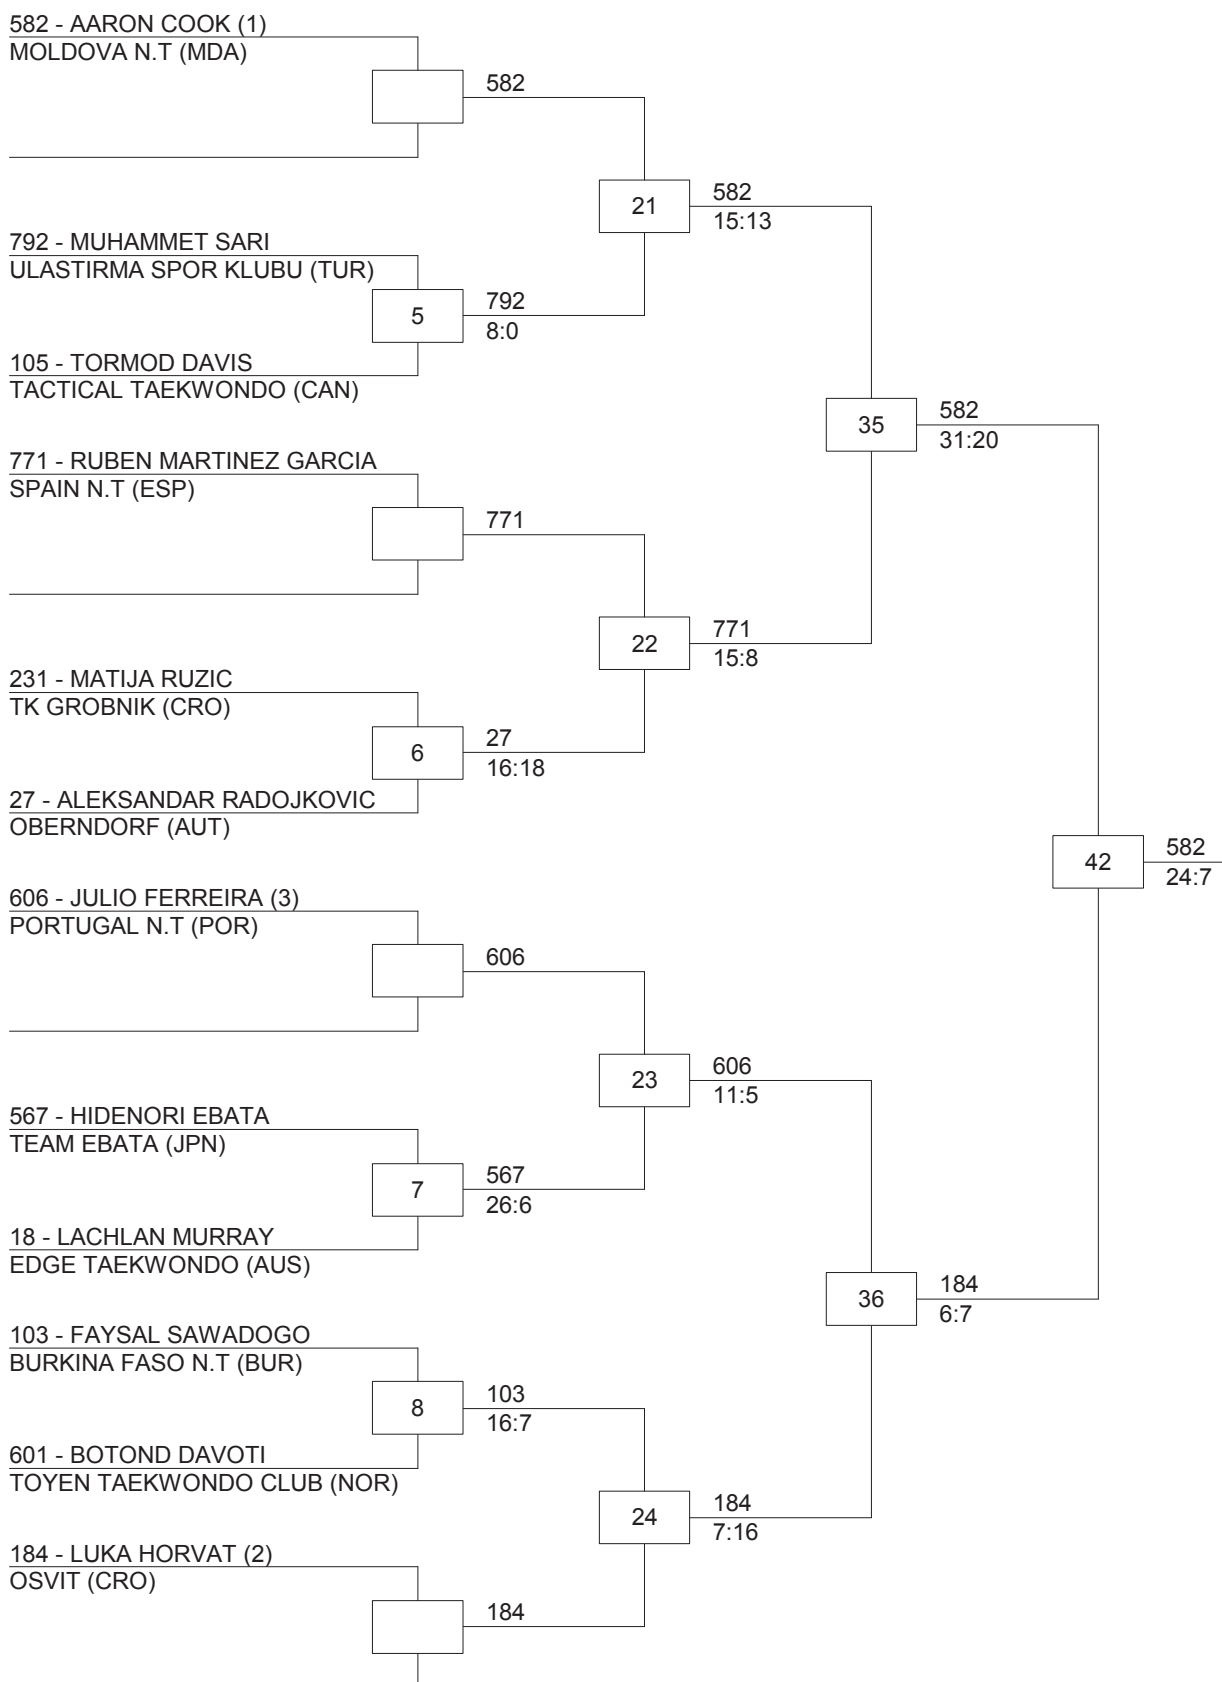 582 - AARON COOK (1)
MOLDOVA N.T (MDA)
582
21
582
15:13
792 - MUHAMMET SARI
ULASTIRMA SPOR KLUBU (TUR)
5
792
8:0
105 - TORMOD DAVIS
TACTICAL TAEKWONDO (CAN)
35
582
31:20
771 - RUBEN MARTINEZ GARCIA
SPAIN N.T (ESP)
771
22
771
15:8
231 - MATIJA RUZIC
TK GROBNIK (CRO)
6
27
16:18
27 - ALEKSANDAR RADOJKOVIC
OBERNDORF (AUT)
42
582
24:7
606 - JULIO FERREIRA (3)
PORTUGAL N.T (POR)
606
23
606
11:5
567 - HIDENORI EBATA
TEAM EBATA (JPN)
7
567
26:6
18 - LACHLAN MURRAY
EDGE TAEKWONDO (AUS)
36
184
6:7
103 - FAYSAL SAWADOGO
BURKINA FASO N.T (BUR)
8
103
16:7
601 - BOTOND DAVOTI
TOYEN TAEKWONDO CLUB (NOR)
24
184
7:16
184 - LUKA HORVAT (2)
OSVIT (CRO)
184